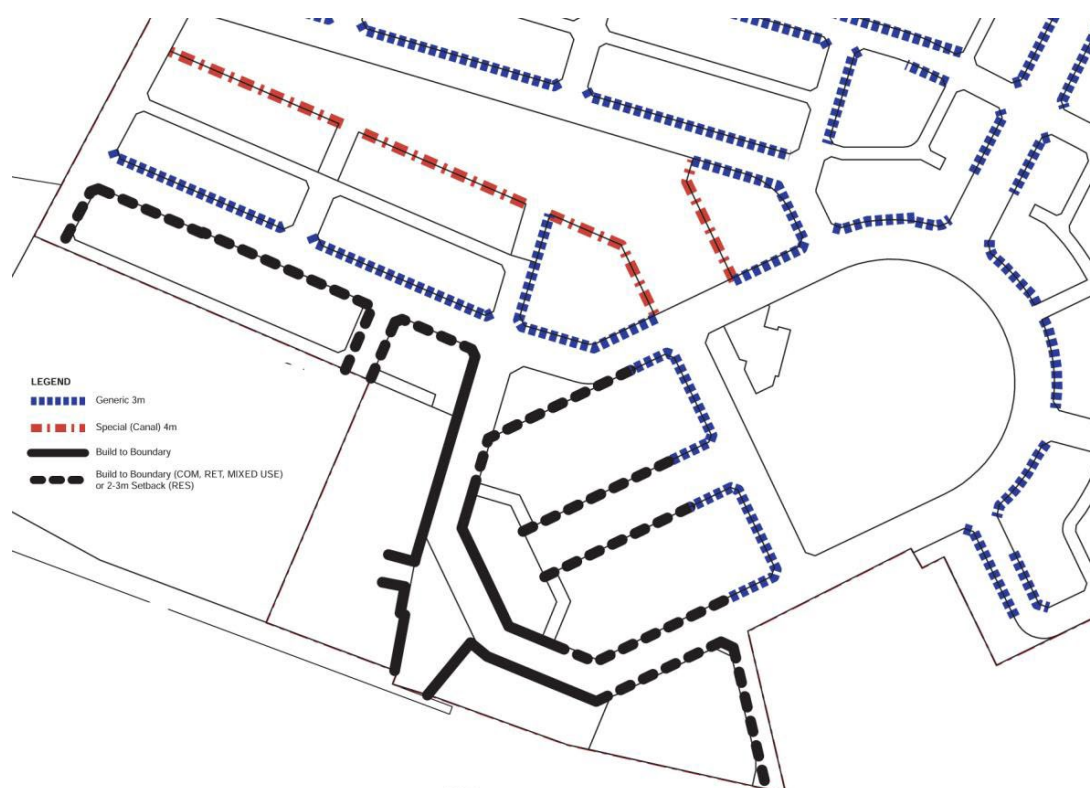 LEGEND
Generic 3m
Special (Canal) 4m
Build to Boundary
Build to Boundary (COM, RET, MIXED USE)
or 2-3m Setback (RES)